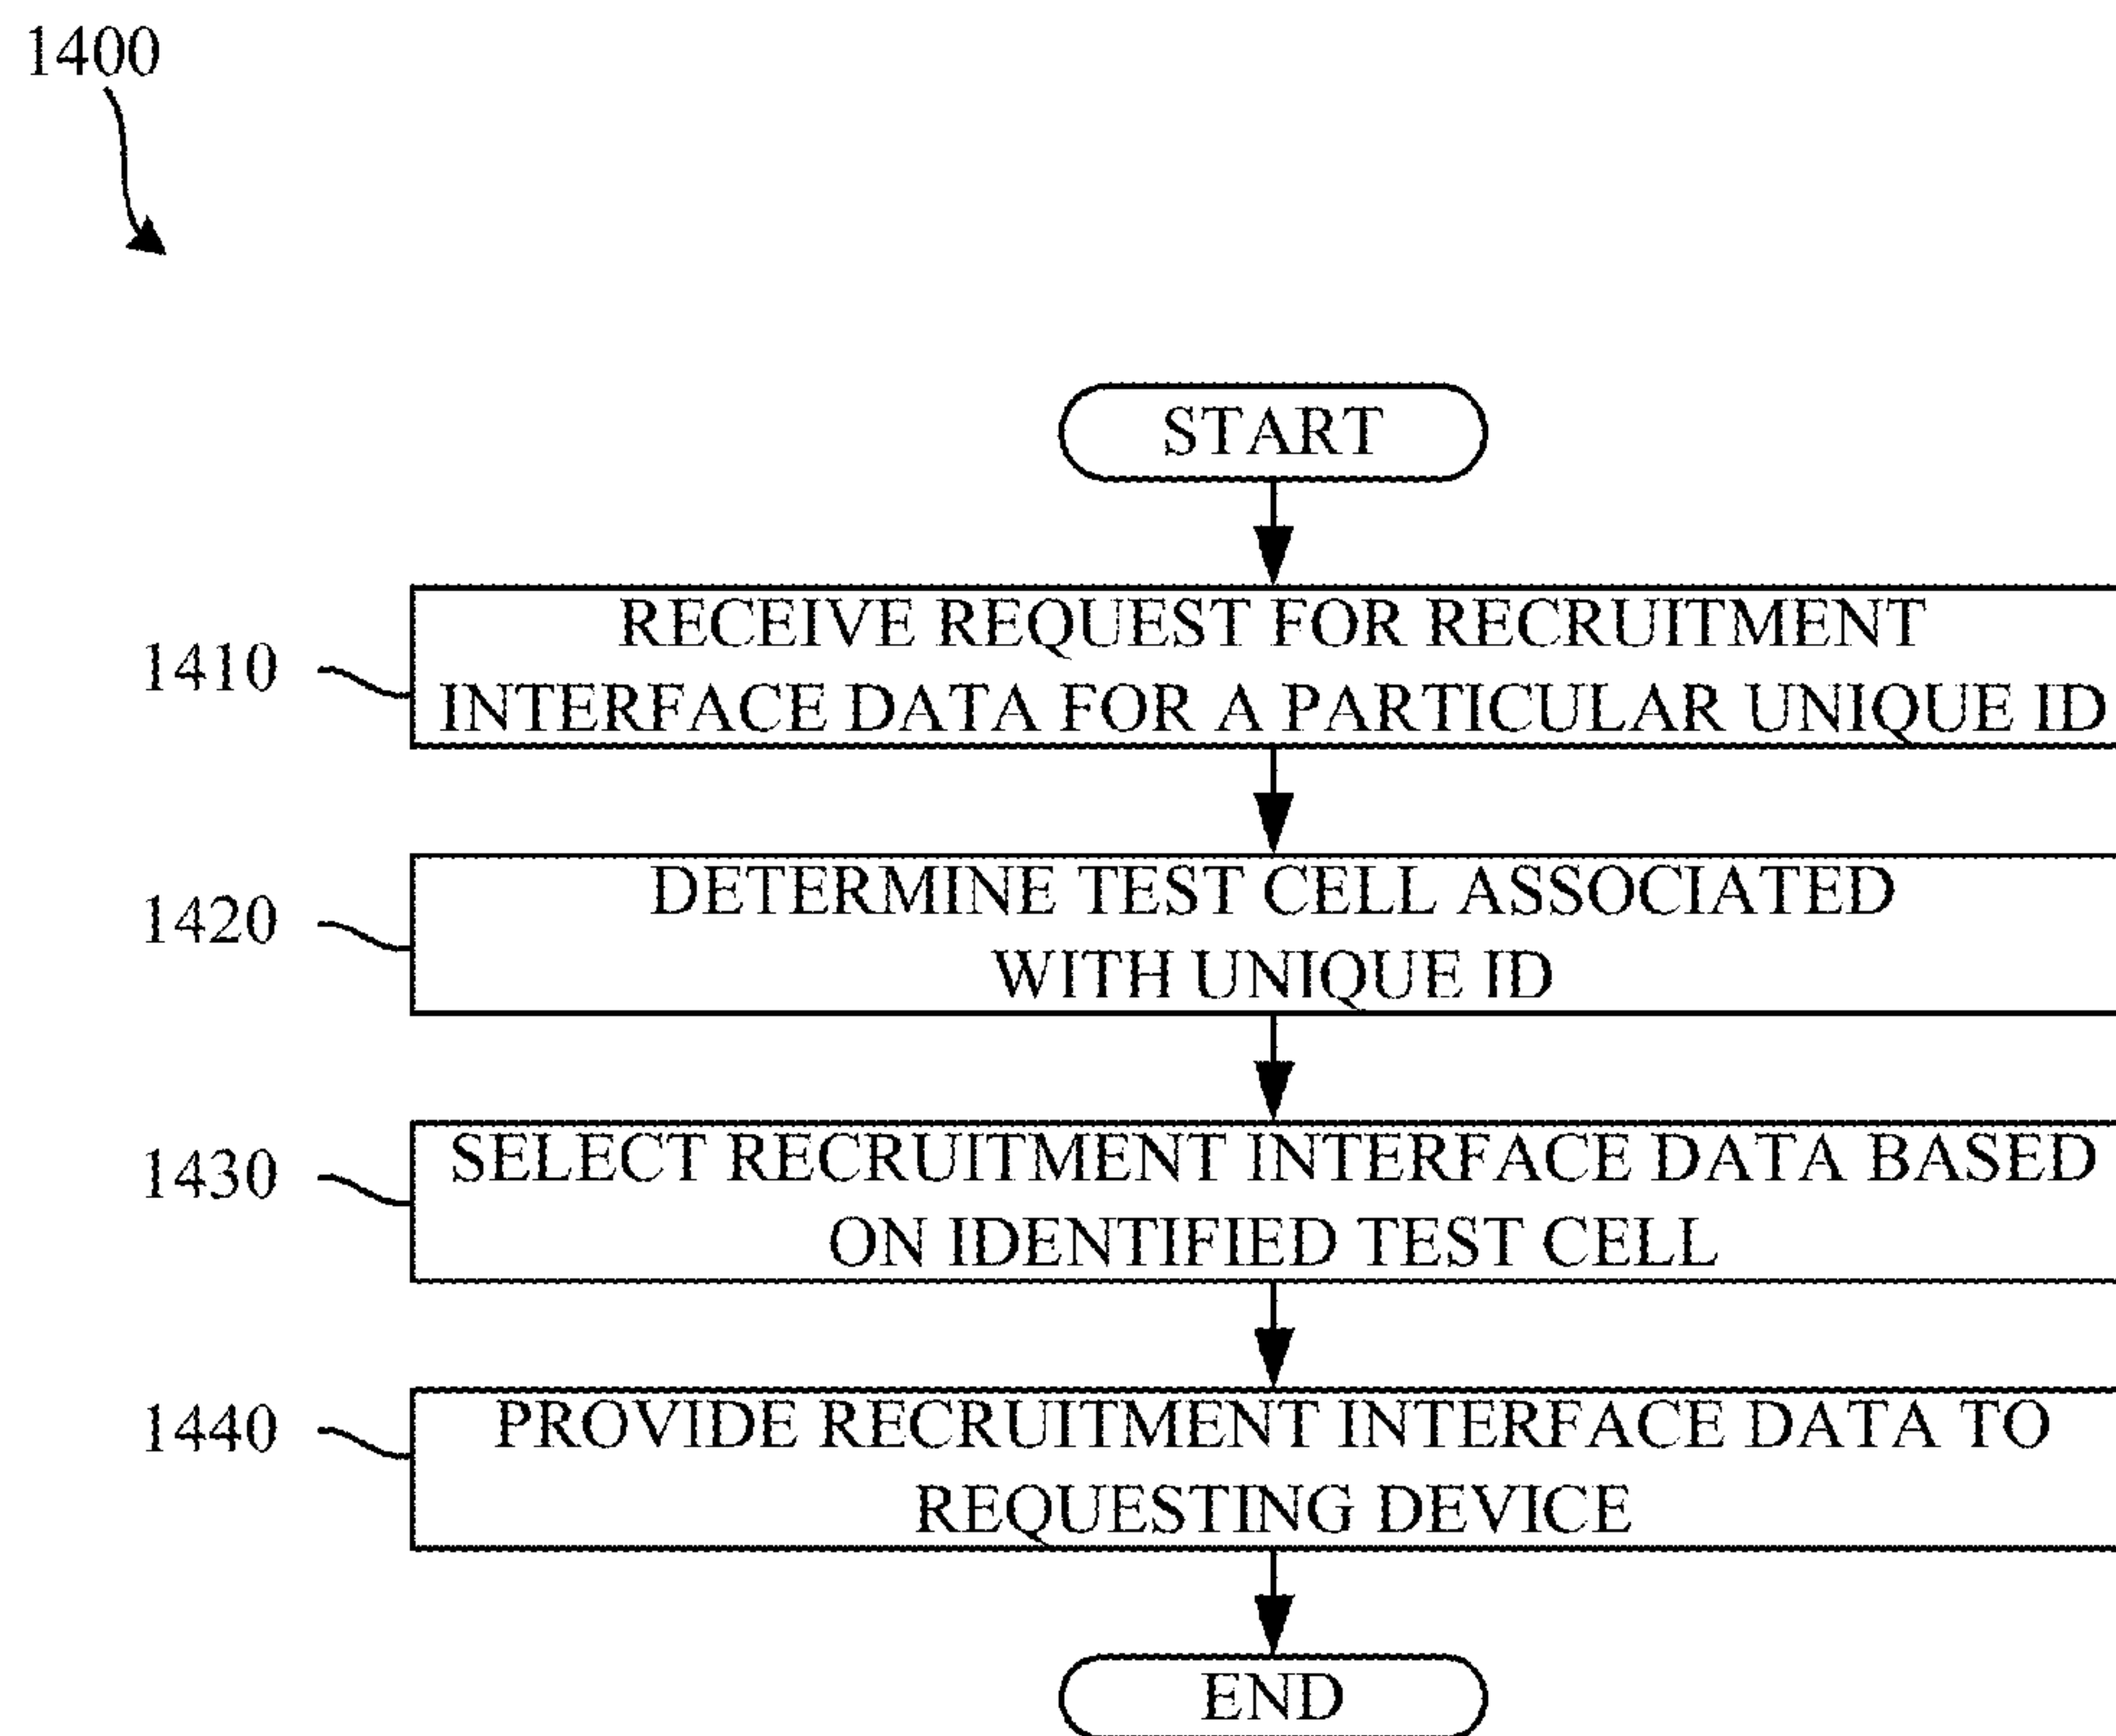 1400
START
1410
RECEIVE REQUEST FOR RECRUITMENT
INTERFACE DATA FOR A PARTICULAR UNIQUE ID
1420
DETERMINE TEST CELL ASSOCIATED
WITH UNIQUE ID
1430
SELECT RECRUITMENT INTERFACE DATA BASED
ON IDENTIFIED TEST CELL
1440
PROVIDE RECRUITMENT INTERFACE DATA TO
REQUESTING DEVICE
END